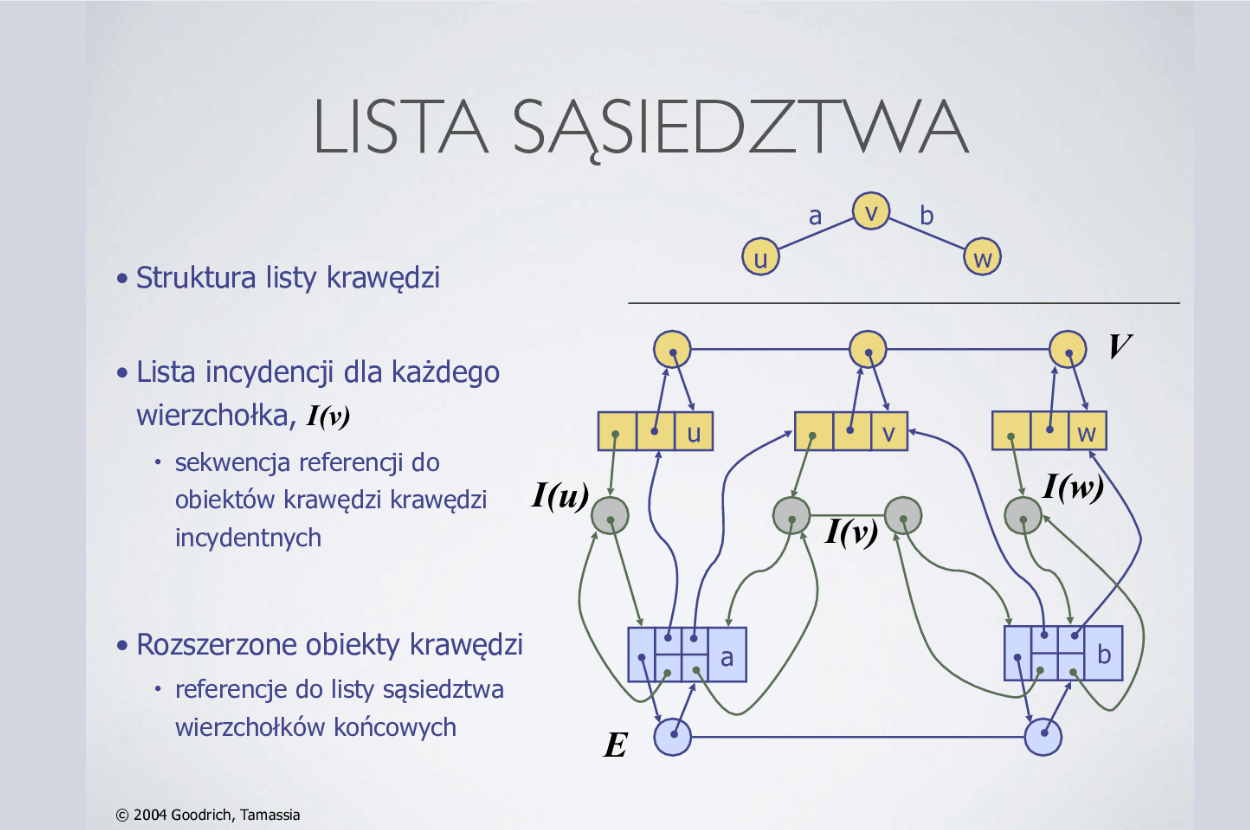 LISTA SĄSIEDZTWA
• Struktura listy krawędzi
• Lista incydencji dla każdego
wierzchołka, I(v)
• sekwencja referencji do
obiektów krawędzi krawędzi
incydentnych
• Rozszerzone obiekty krawędzi
• referencje do listy sąsiedztwa
wierzchołków końcowych
a v b
u w
V
u v w
I(u) I(v) I(w)
a b
E
© 2004 Goodrich, Tamassia